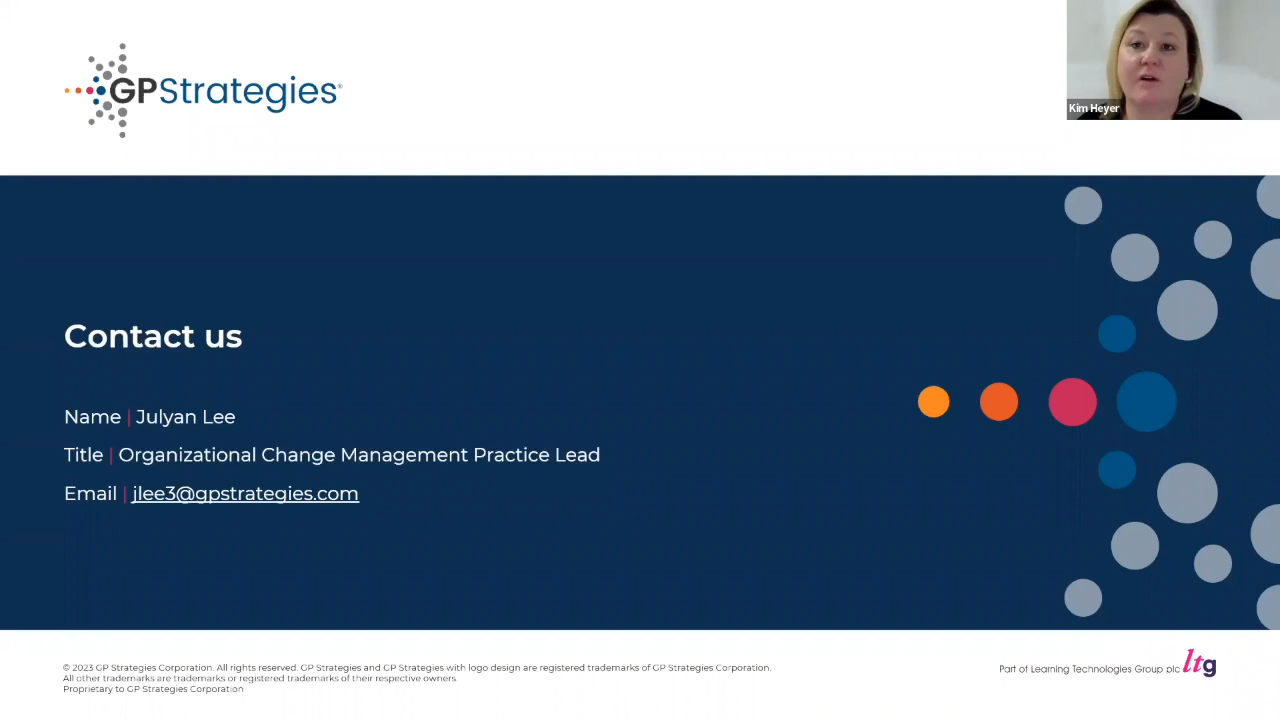 GPStrategies®
Kim Heyer
Contact us
Name | Julyan Lee
Title | Organizational Change Management Practice Lead
Email | jlee3@gpstrategies.com
© 2023 GP Strategies Corporation. All rights reserved. GP Strategies and GP Strategies with logo design are registered trademarks of GP Strategies Corporation.
All other trademarks are trademarks or registered trademarks of their respective owners.
Proprietary to GP Strategies Corporation
Part of Learning Technologies Group plc ltg